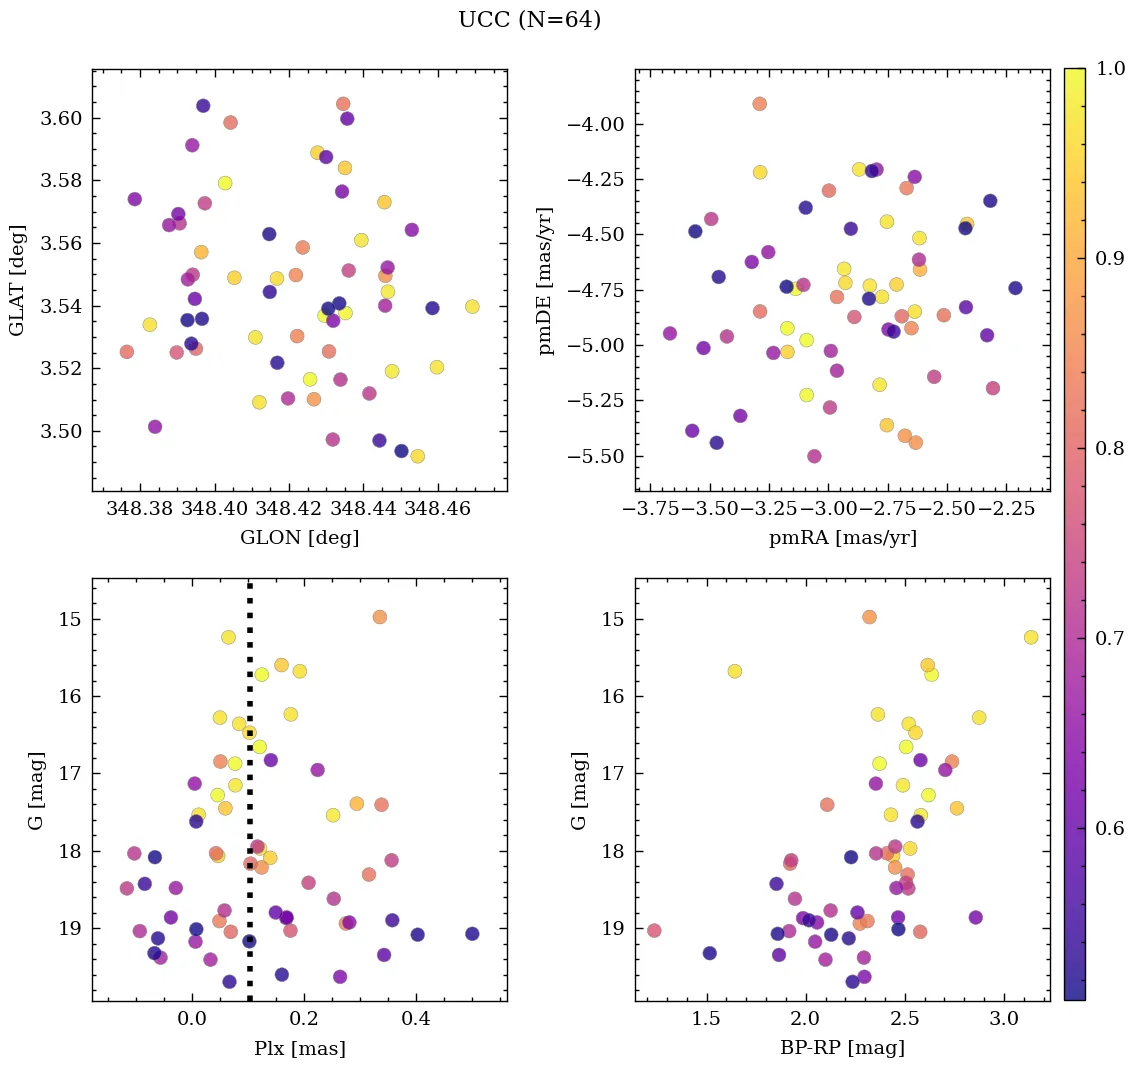 UCC (N=64)
3.60
3.58
3.56
3.54
3.52
3.50
GLAT [deg]
348.38 348.40 348.42 348.44 348.46
GLON [deg]
−4.00
−4.25
−4.50
−4.75
−5.00
−5.25
−5.50
pmDE [mas/yr]
−3.75 −3.50 −3.25 −3.00 −2.75 −2.50 −2.25
pmRA [mas/yr]
1.0
0.9
0.8
0.7
0.6
15
16
17
18
19
G [mag]
0.0 0.2 0.4
Plx [mas]
15
16
17
18
19
G [mag]
1.5 2.0 2.5 3.0
BP-RP [mag]